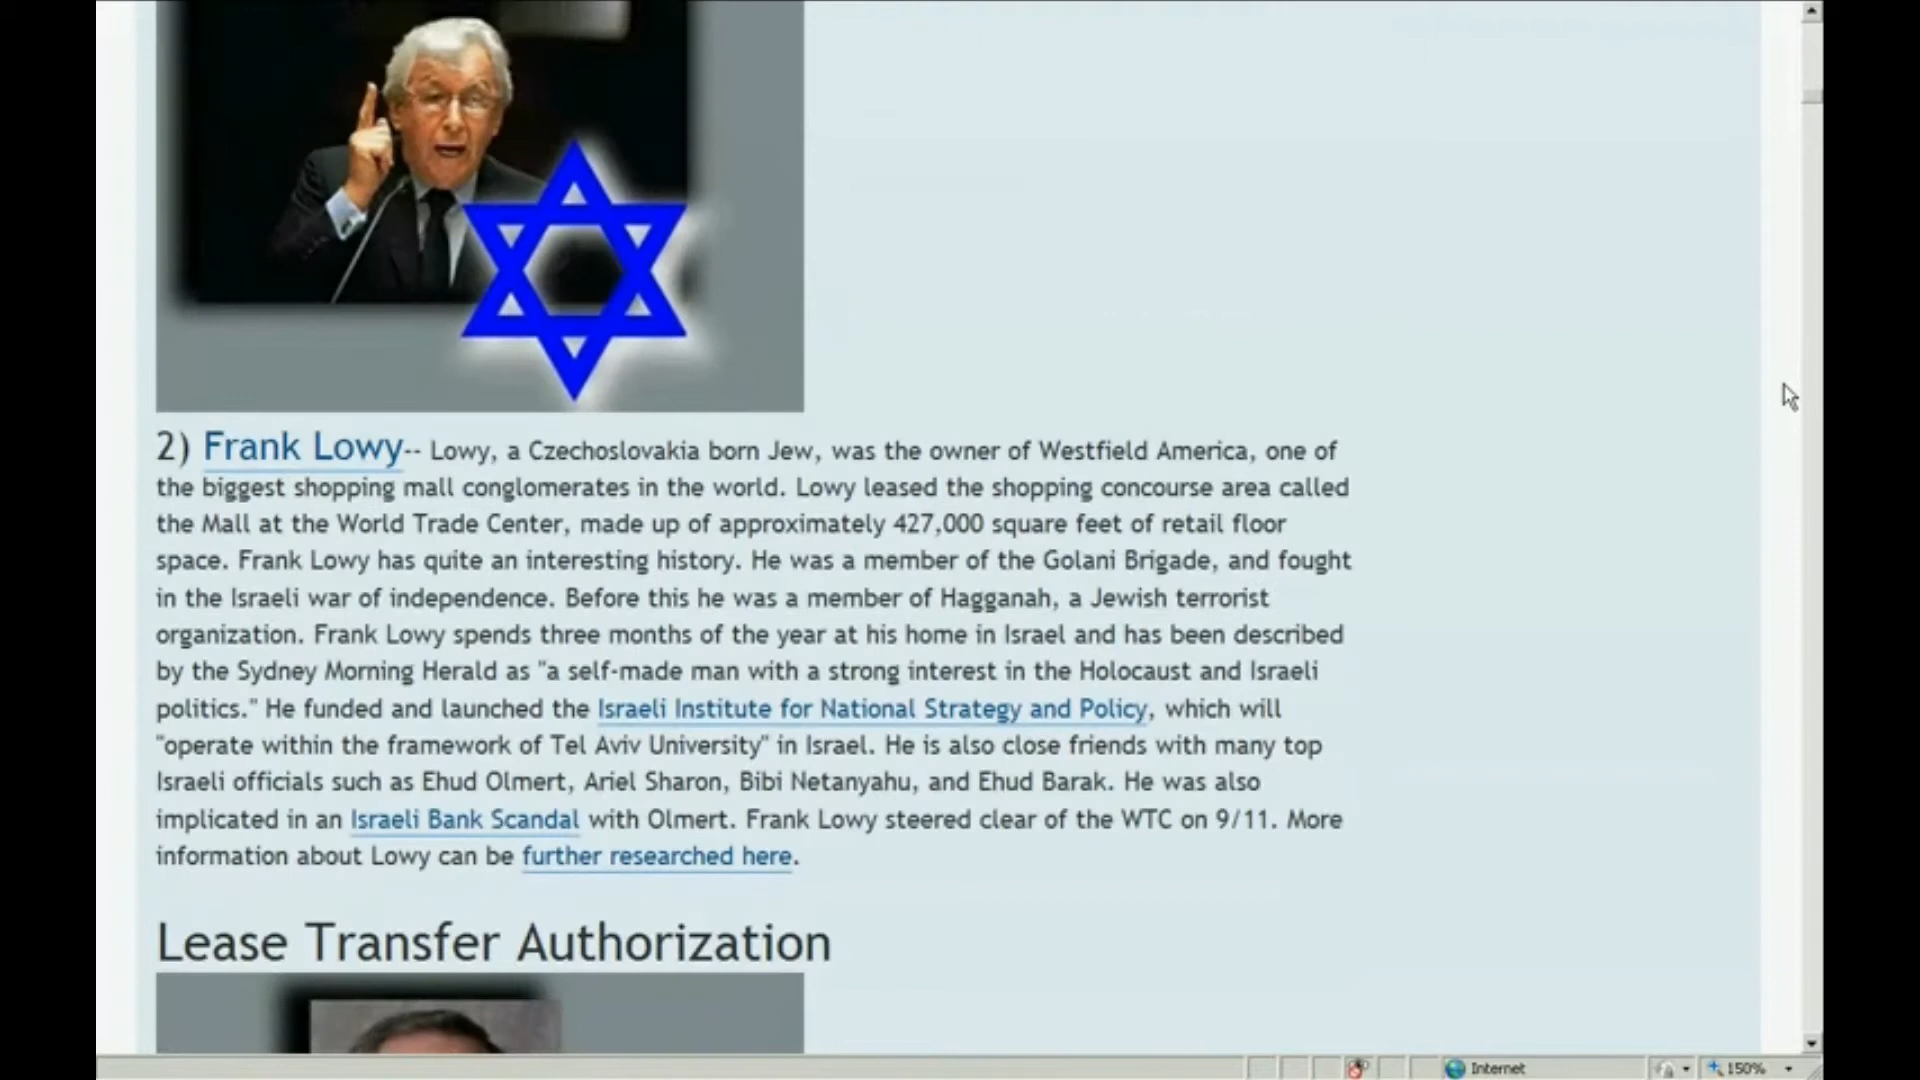 2) Frank Lowy-- Lowy, a Czechoslovakia born Jew, was the owner of Westfield America, one of
the biggest shopping mall conglomerates in the world. Lowy leased the shopping concourse area called
the Mall at the World Trade Center, made up of approximately 427,000 square feet of retail floor
space. Frank Lowy has quite an interesting history. He was a member of the Golani Brigade, and fought
in the Israeli war of independence. Before this he was a member of Hagganah, a Jewish terrorist
organization. Frank Lowy spends three months of the year at his home in Israel and has been described
by the Sydney Morning Herald as "a self-made man with a strong interest in the Holocaust and Israeli
politics." He funded and launched the Israeli Institute for National Strategy and Policy, which will
"operate within the framework of Tel Aviv University" in Israel. He is also close friends with many top
Israeli officials such as Ehud Olmert, Ariel Sharon, Bibi Netanyahu, and Ehud Barak. He was also
implicated in an Israeli Bank Scandal with Olmert. Frank Lowy steered clear of the WTC on 9/11. More
information about Lowy can be further researched here.
Lease Transfer Authorization
Internet 150%